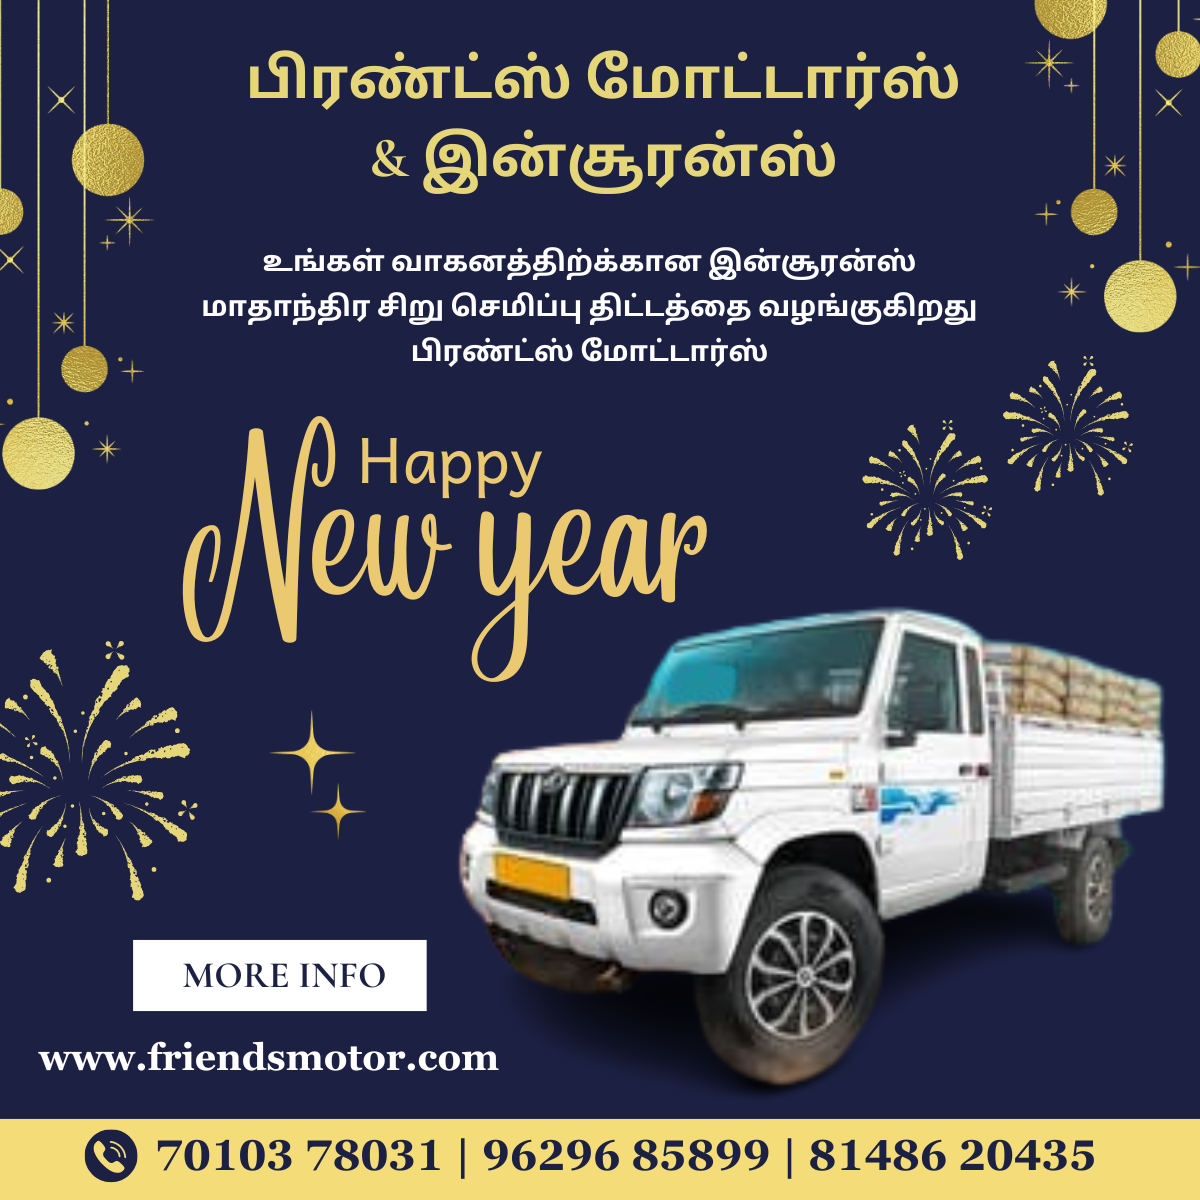 பிரண்ட்ஸ் மோட்டார்ஸ்
& இன்சூரன்ஸ்
உங்கள் வாகனத்திற்க்கான இன்சூரன்ஸ்
மாதாந்திர சிறு செமிப்பு திட்டத்தை வழங்குகிறது
பிரண்ட்ஸ் மோட்டார்ஸ்
Happy
New year
MORE INFO
www.friendsmotor.com
70103 78031 | 96296 85899 | 81486 20435